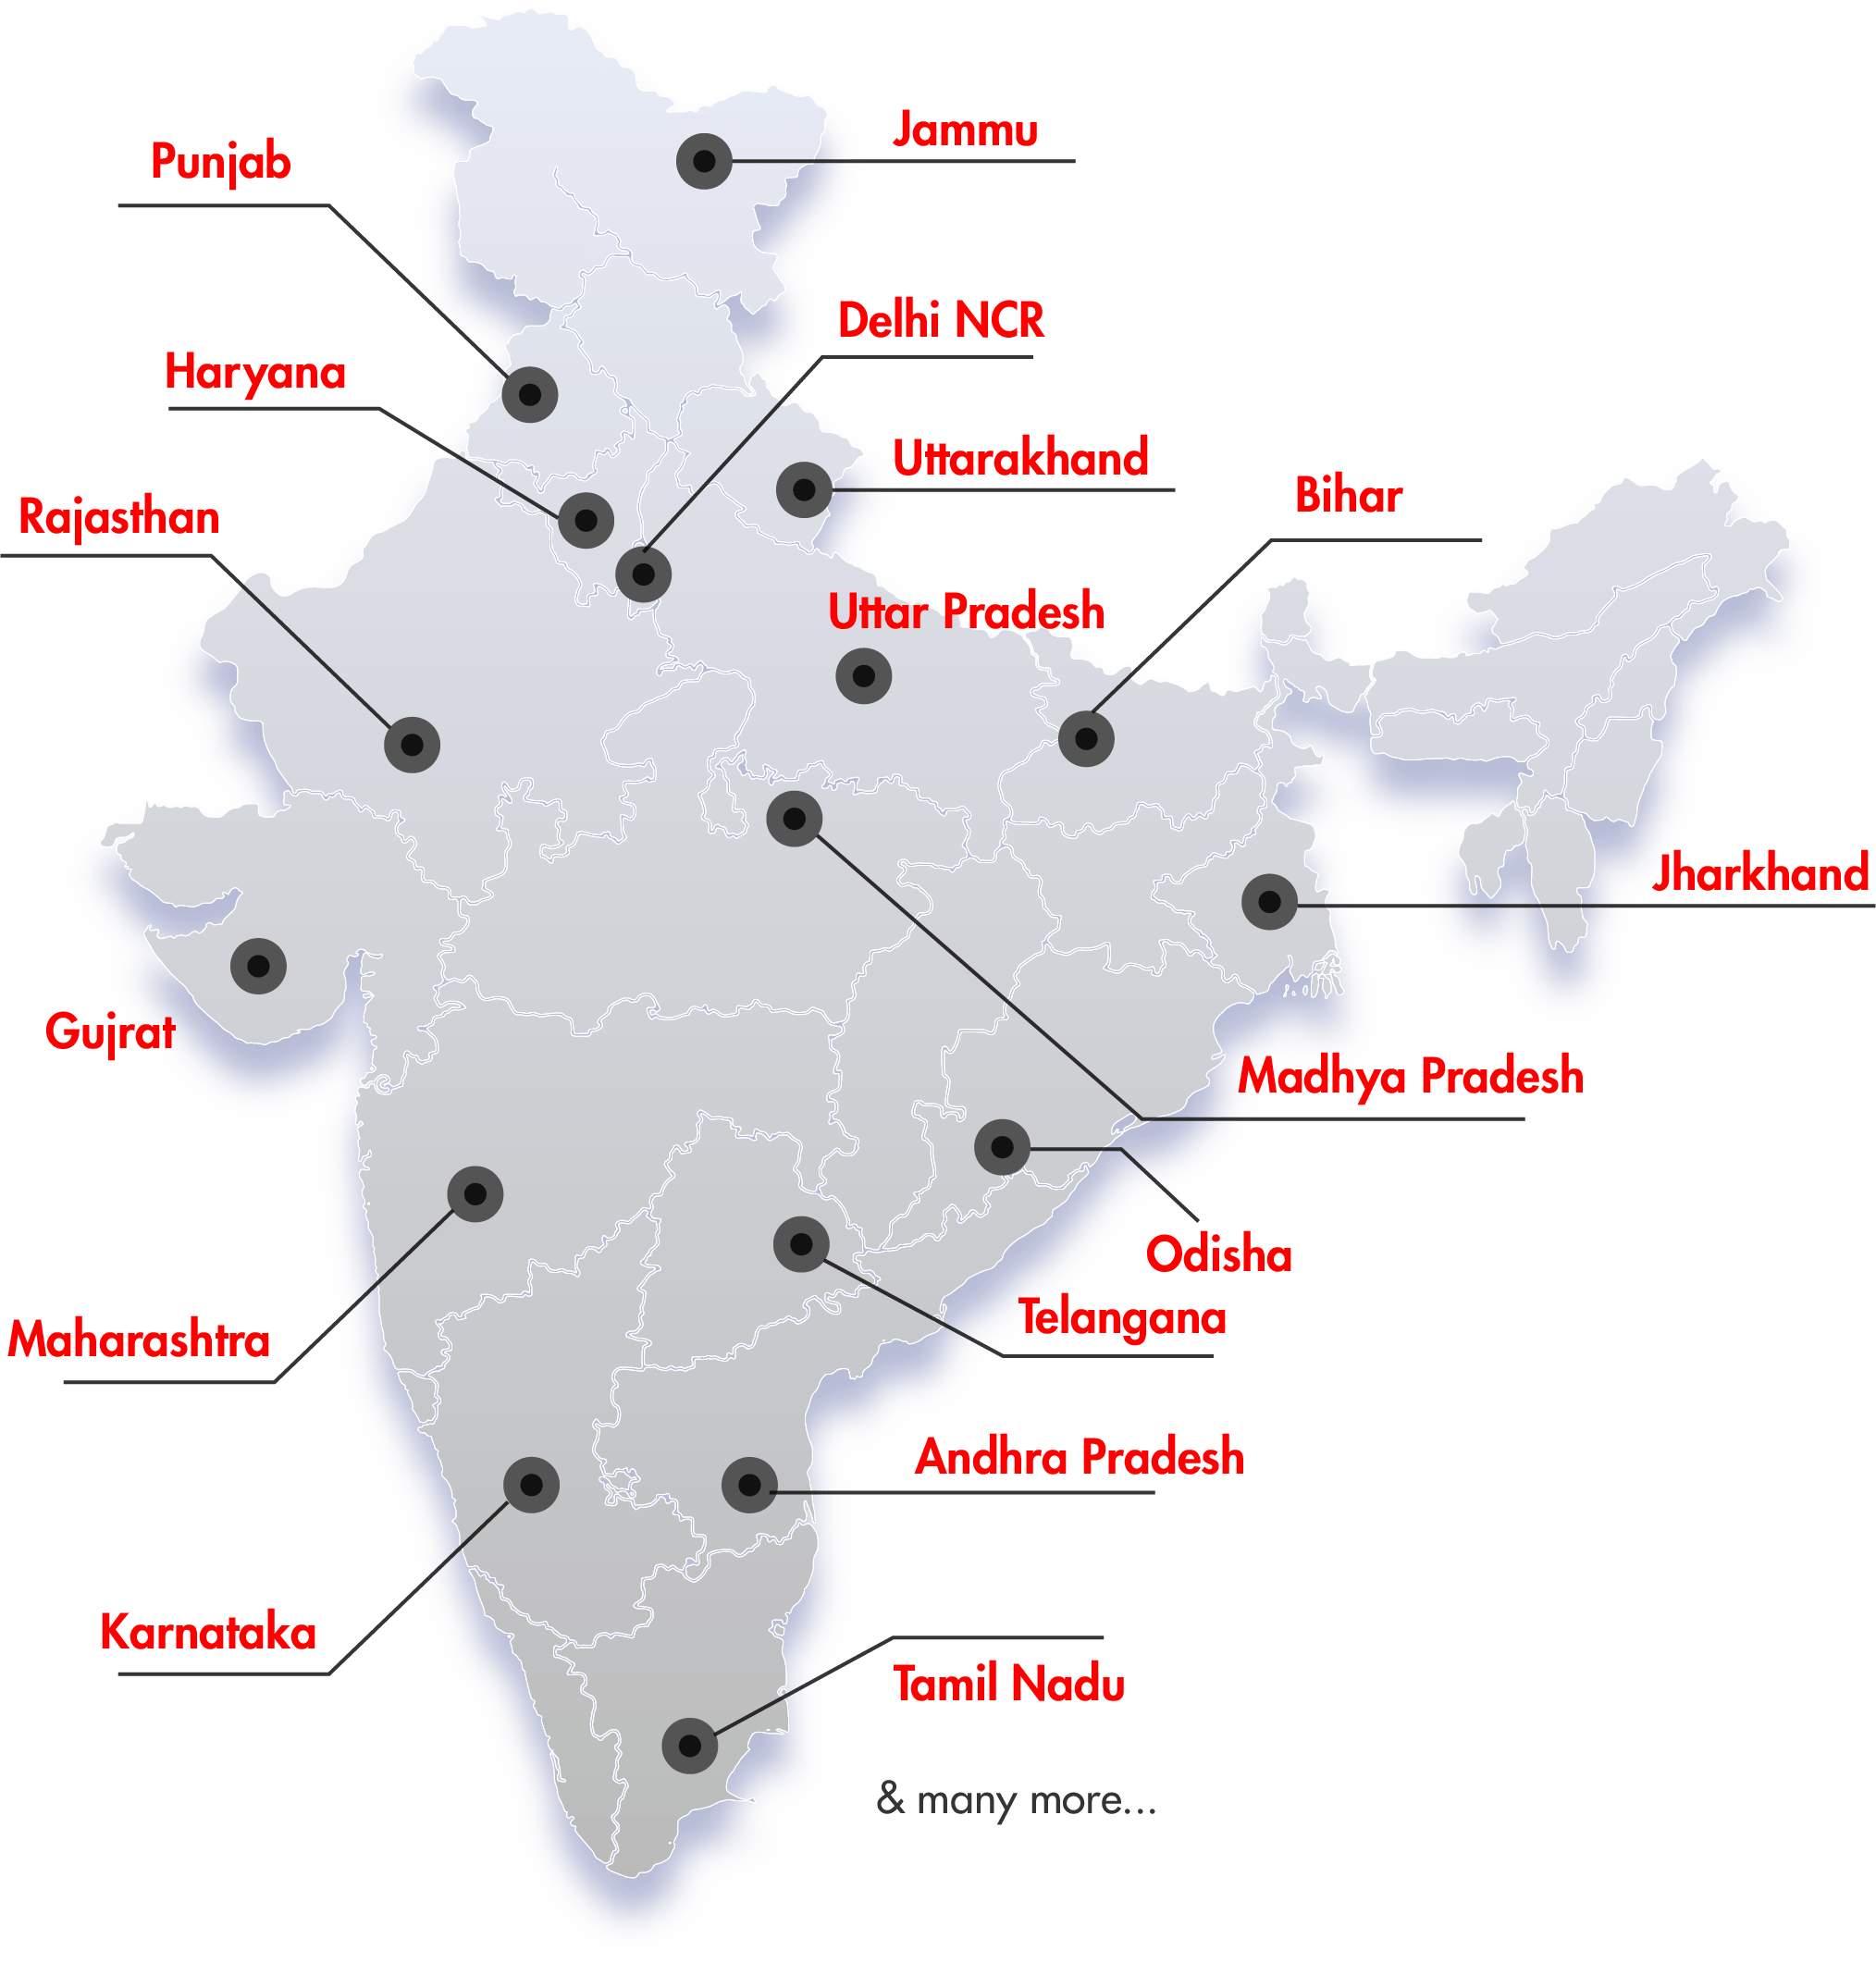 Jammu
Punjab
Delhi NCR
Haryana
Uttarakhand
Bihar
Rajasthan
Uttar Pradesh
Jharkhand
Gujrat
Madhya Pradesh
Odisha
Telangana
Maharashtra
Andhra Pradesh
Karnataka
Tamil Nadu
& many more...